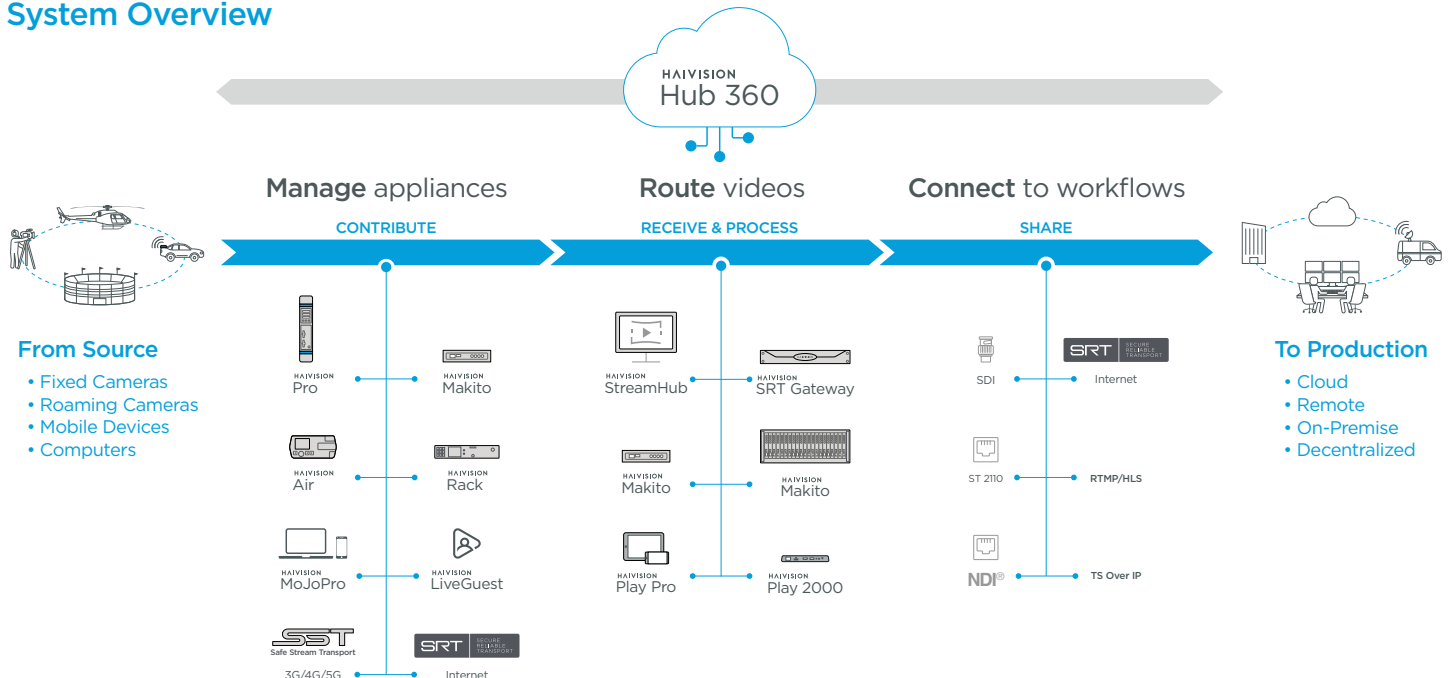 System Overview
HAIVISION
Hub 360
Manage appliances
Route videos
Connect to workflows
CONTRIBUTE
RECEIVE & PROCESS
SHARE
From Source
• Fixed Cameras
• Roaming Cameras
• Mobile Devices
• Computers
HAIVISION
Pro
HAIVISION
Makito
HAIVISION
Air
HAIVISION
Rack
HAIVISION
MoJoPro
HAIVISION
LiveGuest
SST
Safe Stream Transport
3G/4G/5G
SRT
SECURE
RELIABLE
TRANSPORT
Internet
HAIVISION
StreamHub
HAIVISION
SRT Gateway
HAIVISION
Makito
HAIVISION
Makito
HAIVISION
Play Pro
HAIVISION
Play 2000
SDI
SRT
SECURE
RELIABLE
TRANSPORT
Internet
ST 2110
RTMP/HLS
NDI®
TS Over IP
To Production
• Cloud
• Remote
• On-Premise
• Decentralized